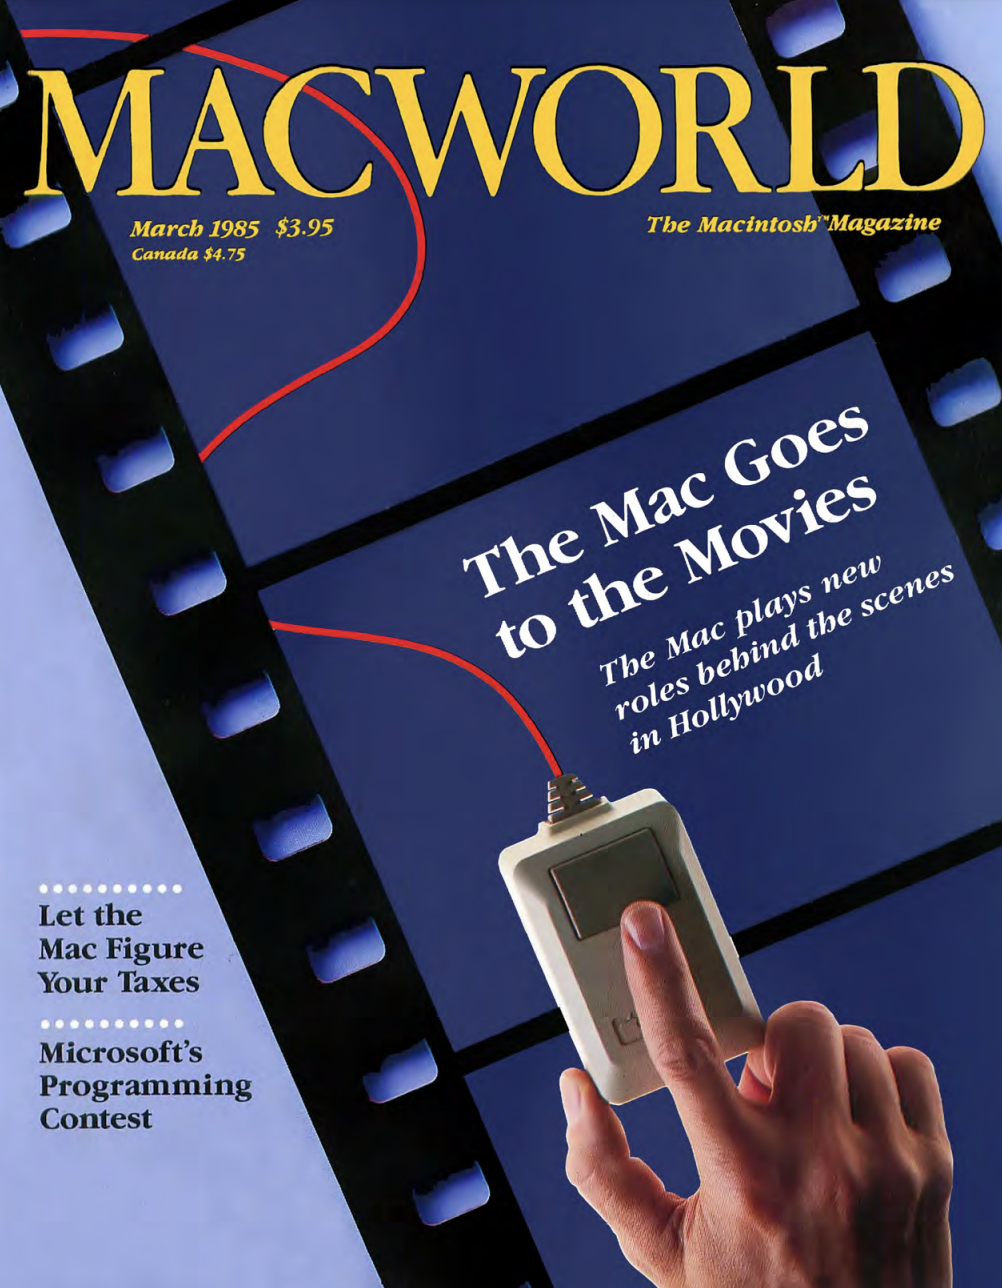 MACWORLD
March 1985 $3.95
Canada $4.75
The Macintosh™ Magazine
The Mac Goes
to the Movies
The Mac plays new
roles behind the scenes
in Hollywood
Let the
Mac Figure
Your Taxes
Microsoft's
Programming
Contest